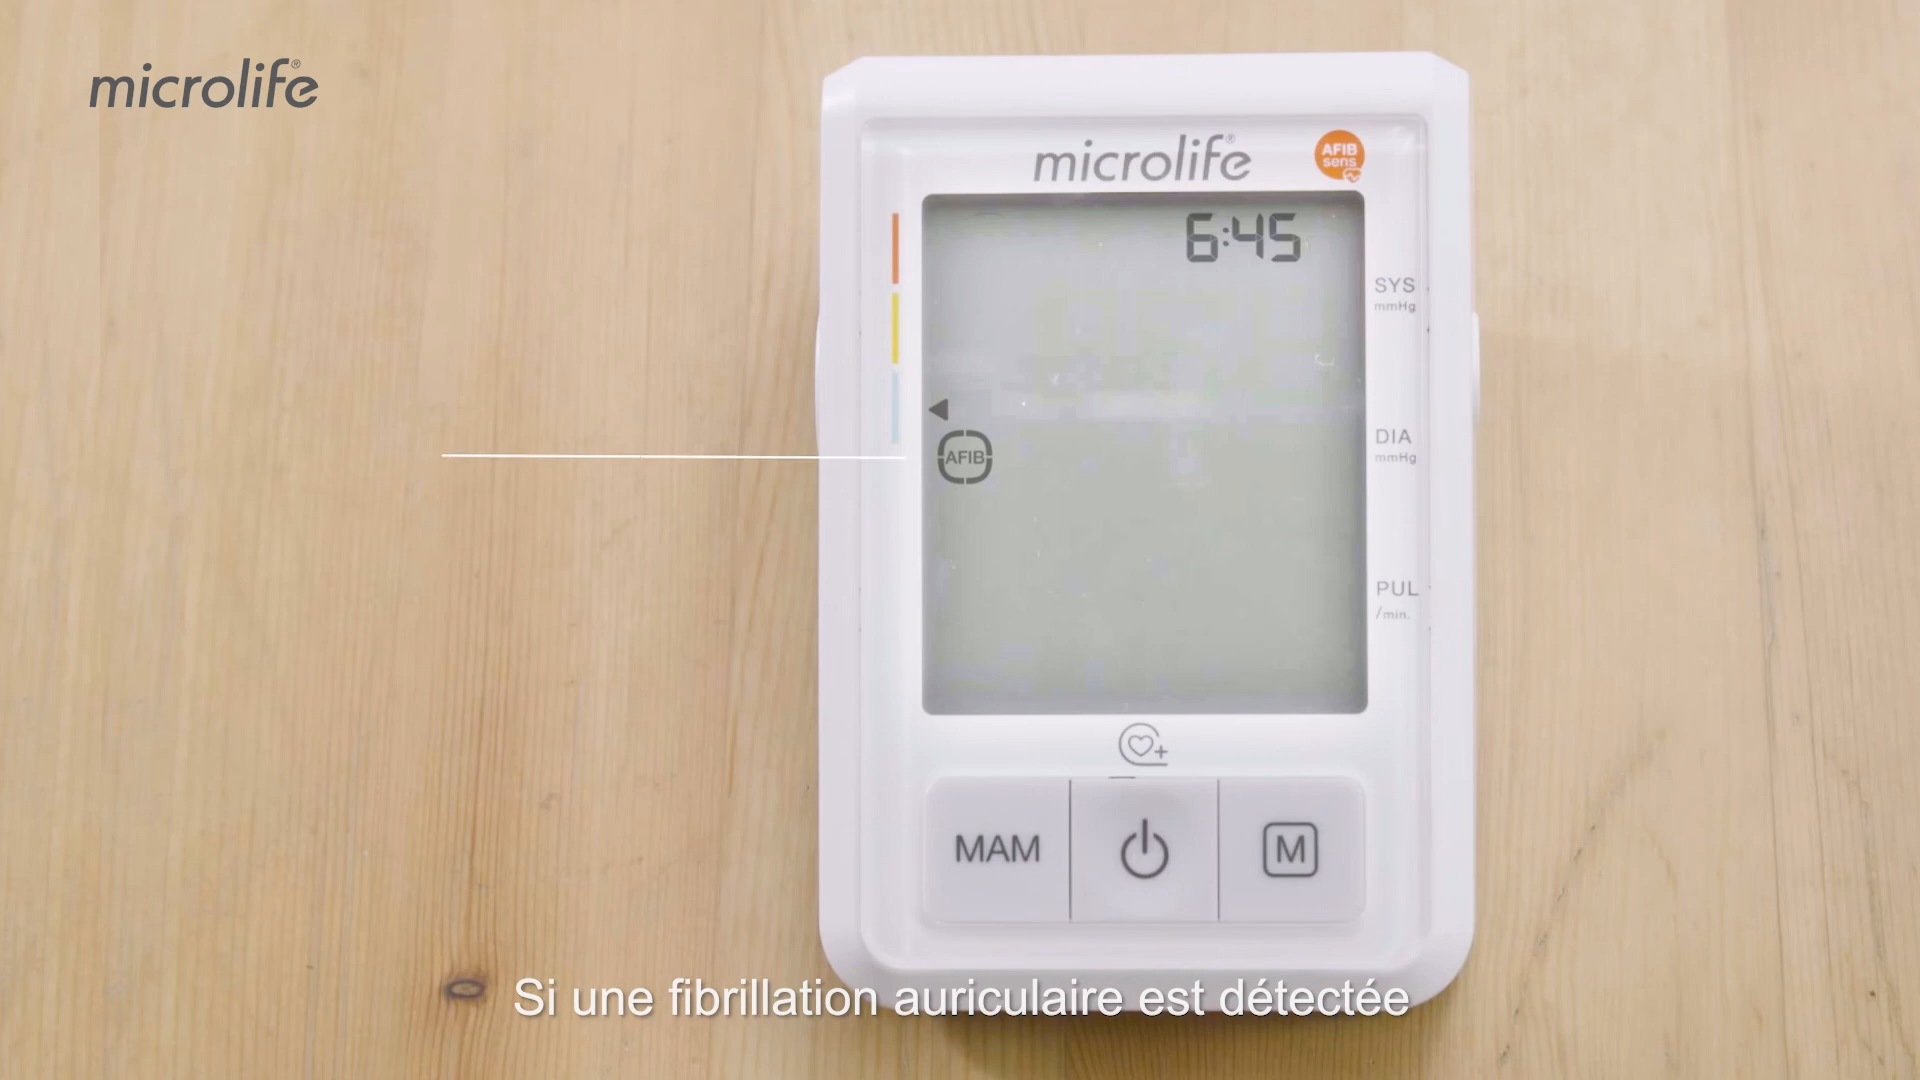 microlife®
microlife®
AFIB
sens
6:45
SYS
mmHg
AFIB
DIA
mmHg
PUL
/min.
MAM
M
Si une fibrillation auriculaire est détectée